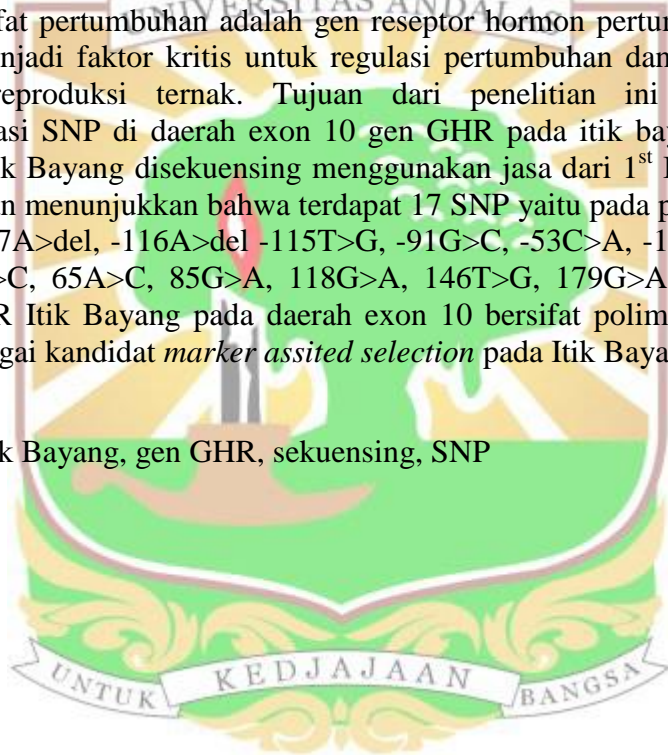 UNIVERSITAS ANDALAS
fat pertumbuhan adalah gen reseptor hormon pertum
njadi faktor kritis untuk regulasi pertumbuhan dan
reproduksi ternak. Tujuan dari penelitian ini
asi SNP di daerah exon 10 gen GHR pada itik bay
k Bayang disekuensing menggunakan jasa dari 1st
n menunjukkan bahwa terdapat 17 SNP yaitu pada p
7A>del, -116A>del -115T>G, -91G>C, -53C>A, -1
>C, 65A>C, 85G>A, 118G>A, 146T>G, 179G>A
R Itik Bayang pada daerah exon 10 bersifat polim
gai kandidat marker assited selection pada Itik Baya
k Bayang, gen GHR, sekuensing, SNP
UNTUK KEDJAJAAN BANGSA